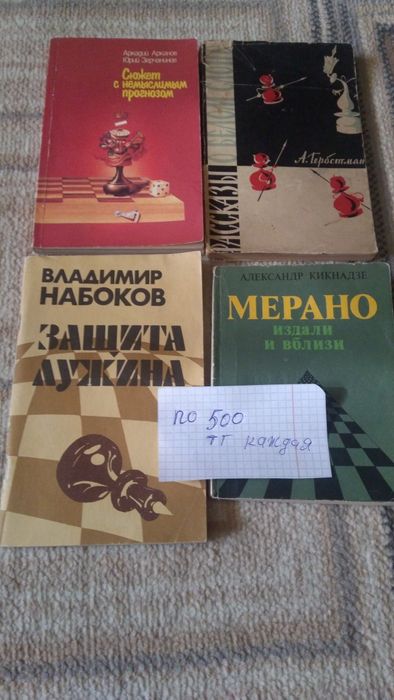 Аркадий Арканов
Юрий Зерчанинов
Сюжет
с немыслимым
прогнозом
РАССКАЗЫ
А. Гербстман
ВЛАДИМИР
НАБОКОВ
ЗАЩИТА
ЛУЖИНА
АЛЕКСАНДР КИКНАДЗЕ
МЕРАНО
ИЗДАЛИ
И ВБЛИЗИ
по 500
тг каждая